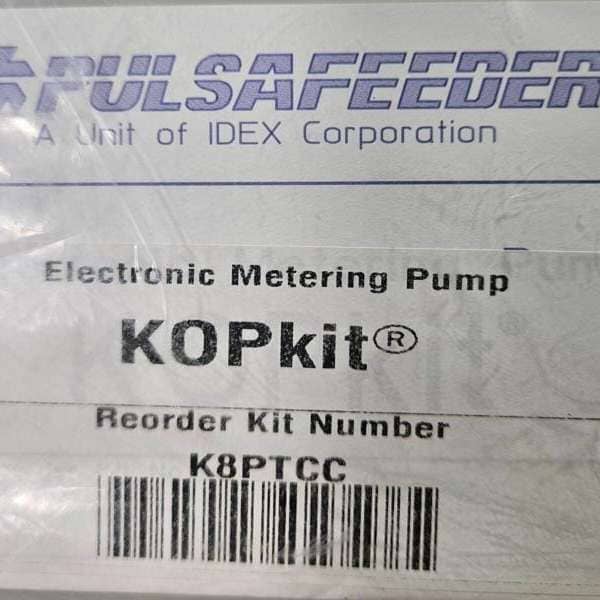 PULSAFEEDER
A Unit of IDEX Corporation
Electronic Metering Pump
KOPkit®
Reorder Kit Number
K8PTCC